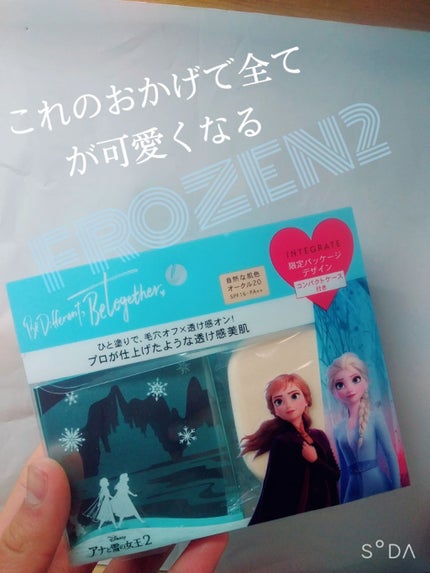 これのおかげで全て
が可愛くなる
FROZEN2
INTEGRATE
限定パッケージ
デザイン
コンパクトケース
付き
自然な肌色
オークル20
SPF16・PA++
Be Different, Be Together.
ひと塗りで、毛穴オフ×透け感オン!
プロが仕上げたような透け感美肌
Disney
アナと雪の女王2
SODA